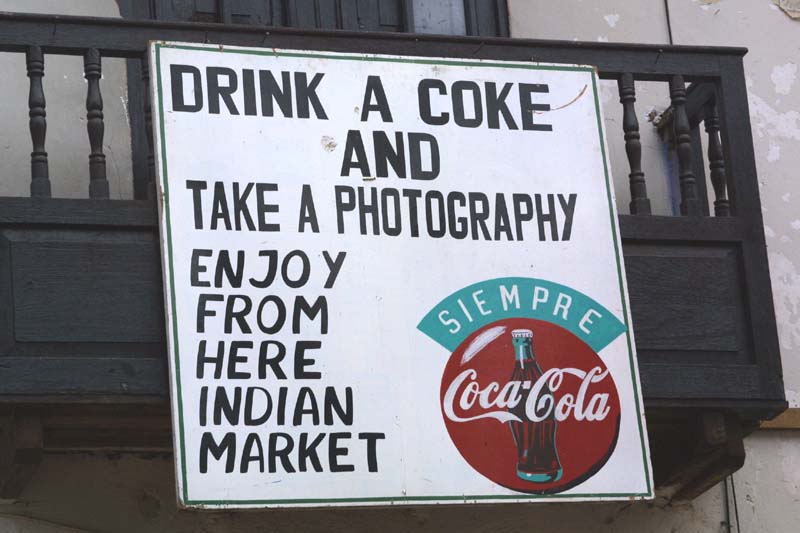 DRINK A COKE
AND
TAKE A PHOTOGRAPHY
ENJOY
FROM
HERE
INDIAN
MARKET
SIEMPRE
Coca-Cola